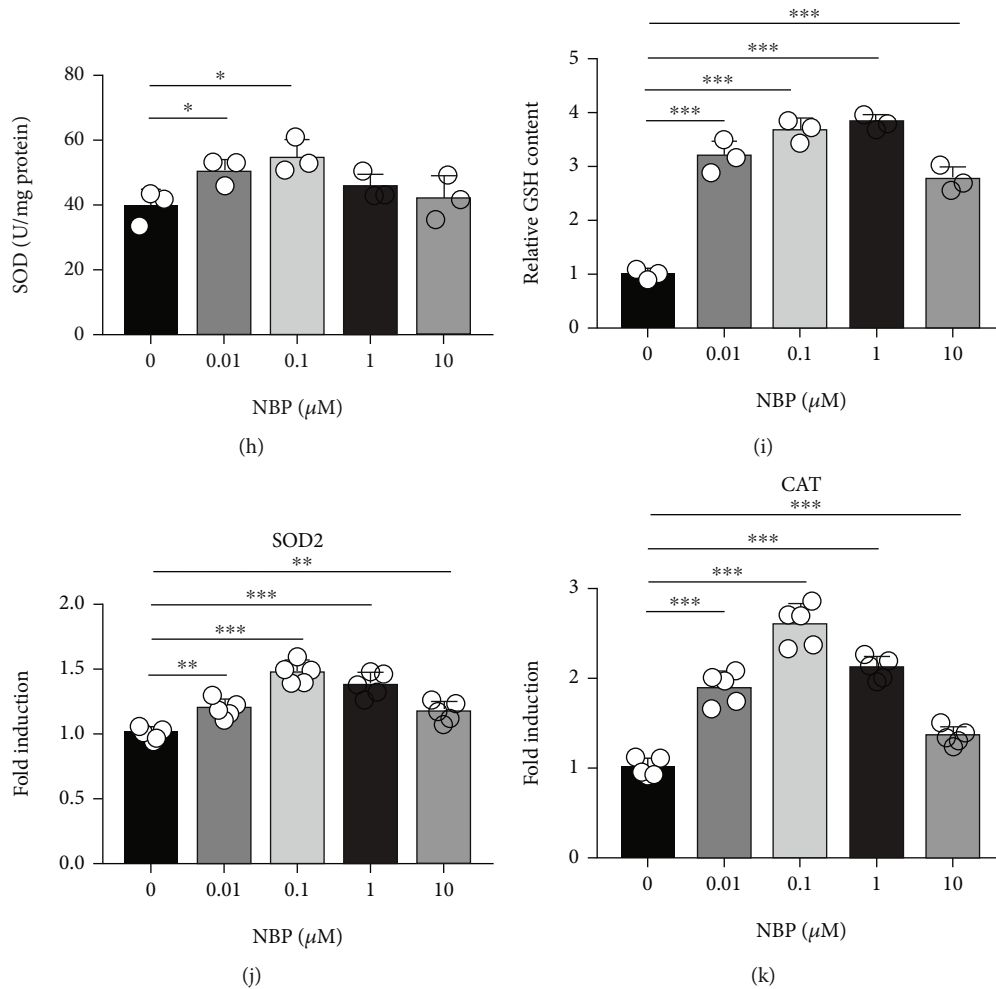 *
*
80
60
40
20
0
SOD (U/mg protein)
0 0.01 0.1 1 10
NBP (μM)
(h)
***
***
***
***
5
4
3
2
1
0
Relative GSH content
0 0.01 0.1 1 10
NBP (μM)
(i)
SOD2
**
***
***
**
2.0
1.5
1.0
0.5
0.0
Fold induction
0 0.01 0.1 1 10
NBP (μM)
(j)
CAT
***
***
***
***
3
2
1
0
Fold induction
0 0.01 0.1 1 10
NBP (μM)
(k)